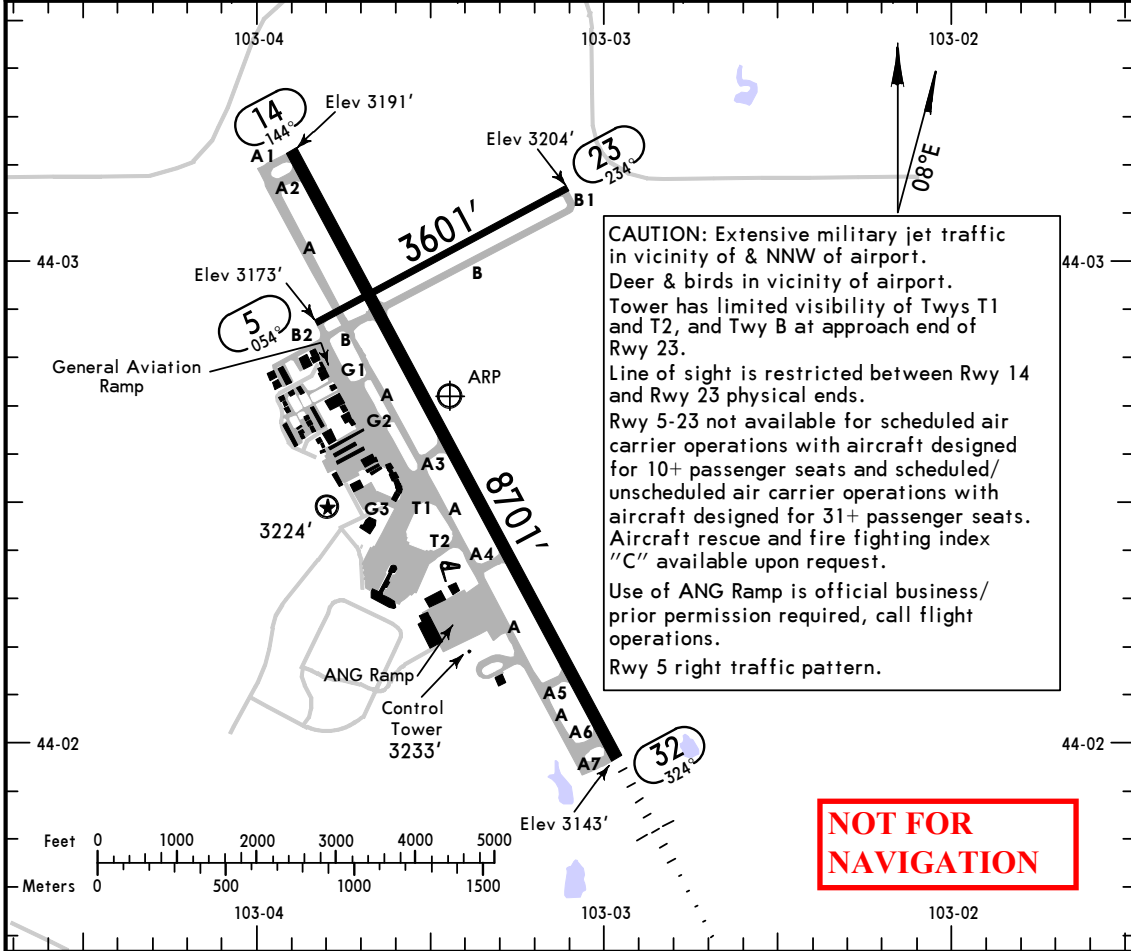 103-04
103-03
103-02
14
144°
Elev 3191'
A1
A2
Elev 3204'
23
234°
B1
08°E
3601'
A
B
44-03
44-03
Elev 3173'
5
054°
B2
B
General Aviation
Ramp
G1
A
G2
ARP
A3
8701'
G3
T1
A
3224'
T2
A4
A
ANG Ramp
Control
Tower
3233'
A5
A
A6
A7
44-02
44-02
32
324°
Elev 3143'
CAUTION: Extensive military jet traffic
in vicinity of & NNW of airport.
Deer & birds in vicinity of airport.
Tower has limited visibility of Twys T1
and T2, and Twy B at approach end of
Rwy 23.
Line of sight is restricted between Rwy 14
and Rwy 23 physical ends.
Rwy 5-23 not available for scheduled air
carrier operations with aircraft designed
for 10+ passenger seats and scheduled/
unscheduled air carrier operations with
aircraft designed for 31+ passenger seats.
Aircraft rescue and fire fighting index
"C" available upon request.
Use of ANG Ramp is official business/
prior permission required, call flight
operations.
Rwy 5 right traffic pattern.
NOT FOR
NAVIGATION
Feet 0 1000 2000 3000 4000 5000
Meters 0 500 1000 1500
103-04
103-03
103-02